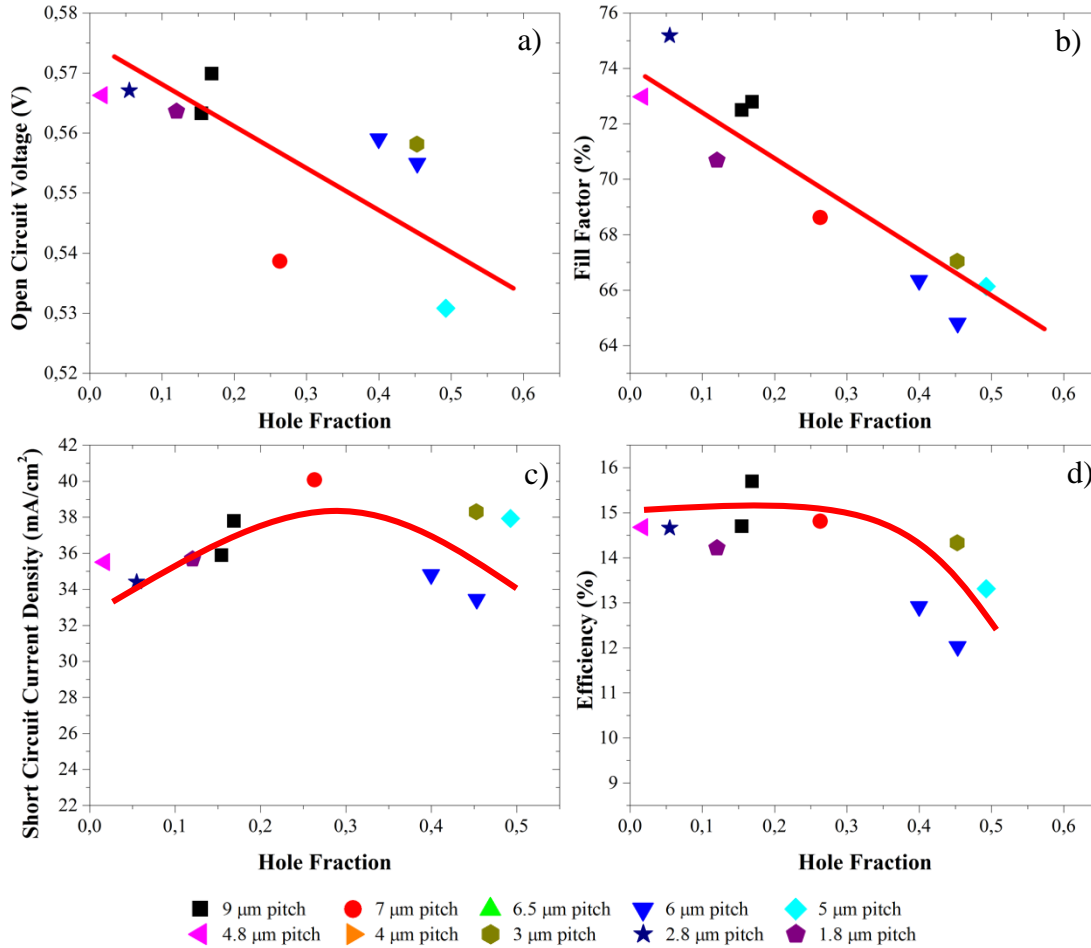 a)
Open Circuit Voltage (V)
0,58
0,57
0,56
0,55
0,54
0,53
0,52
0,0 0,1 0,2 0,3 0,4 0,5 0,6
Hole Fraction
b)
Fill Factor (%)
76
74
72
70
68
66
64
0,0 0,1 0,2 0,3 0,4 0,5 0,6
Hole Fraction
c)
Short Circuit Current Density (mA/cm²)
42
40
38
36
34
32
30
28
26
24
22
0,0 0,1 0,2 0,3 0,4 0,5
Hole Fraction
d)
Efficiency (%)
16
15
14
13
12
11
10
9
0,0 0,1 0,2 0,3 0,4 0,5 0,6
Hole Fraction
9 μm pitch 7 μm pitch 6.5 μm pitch 6 μm pitch 5 μm pitch
4.8 μm pitch 4 μm pitch 3 μm pitch 2.8 μm pitch 1.8 μm pitch